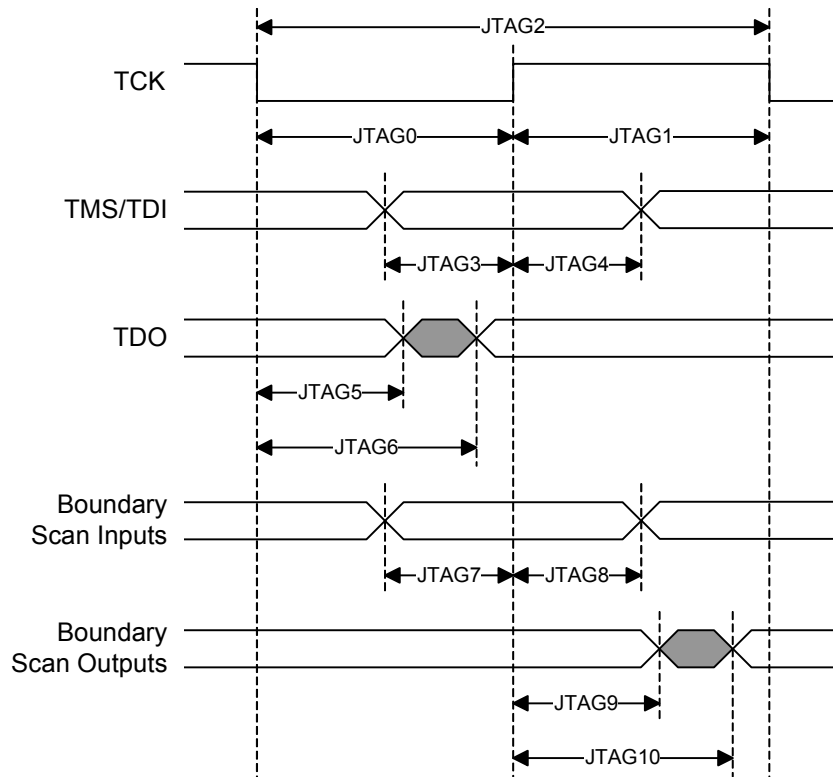 JTAG2
TCK
JTAG0
JTAG1
TMS/TDI
JTAG3
JTAG4
TDO
JTAG5
JTAG6
Boundary
Scan Inputs
JTAG7
JTAG8
Boundary
Scan Outputs
JTAG9
JTAG10